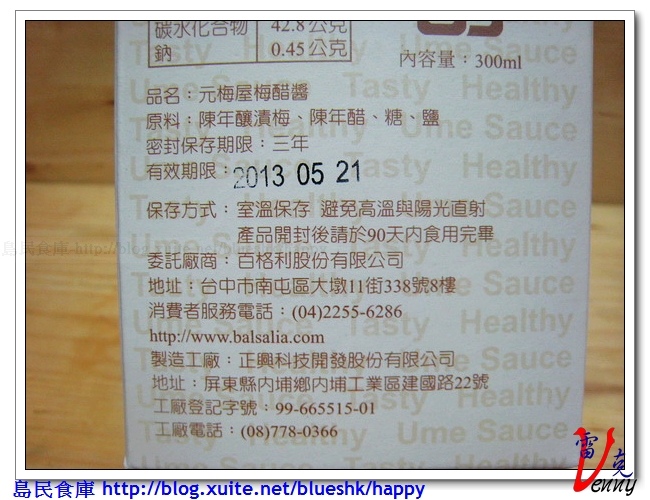 碳水化合物 42.8公克
鈉 0.45公克
內容量：300ml
Tasty Healthy
Ume Sauce
品名：元梅屋梅醋醬
原料：陳年釀漬梅、陳年醋、糖、鹽
密封保存期限：三年
有效期限：2013 05 21
保存方式：室溫保存 避免高溫與陽光直射
產品開封後請於90天內食用完畢
委託廠商：百格利股份有限公司
地址：台中市南屯區大墩11街338號8樓
消費者服務電話：(04)2255-6286
http://www.balsalia.com
製造工廠：正興科技開發股份有限公司
地址：屏東縣內埔鄉內埔工業區建國路22號
工廠登記字號：99-665515-01
工廠電話：(08)778-0366
雷克
Venny
島民食庫 http://blog.xuite.net/blueshk/happy